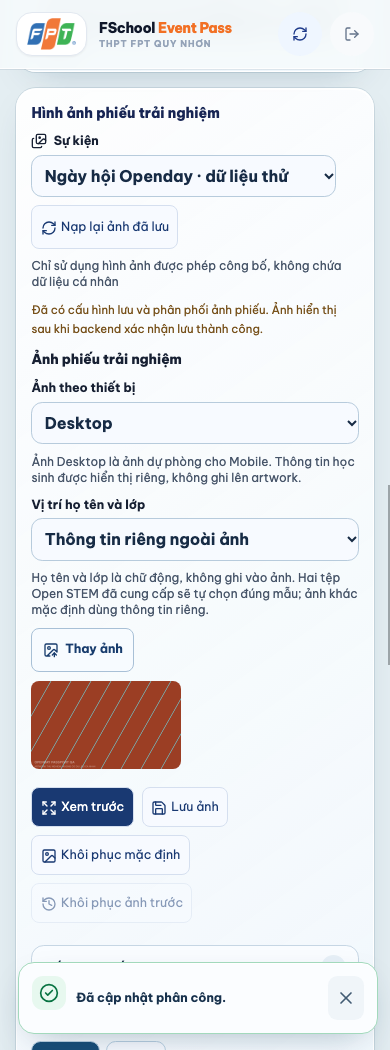 FPT
FSchool Event Pass
THPT FPT QUY NHƠN
Hình ảnh phiếu trải nghiệm
Sự kiện
Ngày hội Openday · dữ liệu thử
Nạp lại ảnh đã lưu
Chỉ sử dụng hình ảnh được phép công bố, không chứa
dữ liệu cá nhân
Đã có cấu hình lưu và phân phối ảnh phiếu. Ảnh hiển thị
sau khi backend xác nhận lưu thành công.
Ảnh phiếu trải nghiệm
Ảnh theo thiết bị
Desktop
Ảnh Desktop là ảnh dự phòng cho Mobile. Thông tin học
sinh được hiển thị riêng, không ghi lên artwork.
Vị trí họ tên và lớp
Thông tin riêng ngoài ảnh
Họ tên và lớp là chữ động, không ghi vào ảnh. Hai tệp
Open STEM đã cung cấp sẽ tự chọn đúng mẫu; ảnh khác
mặc định dùng thông tin riêng.
Thay ảnh
Xem trước
Lưu ảnh
Khôi phục mặc định
Khôi phục ảnh trước
Đã cập nhật phân công.